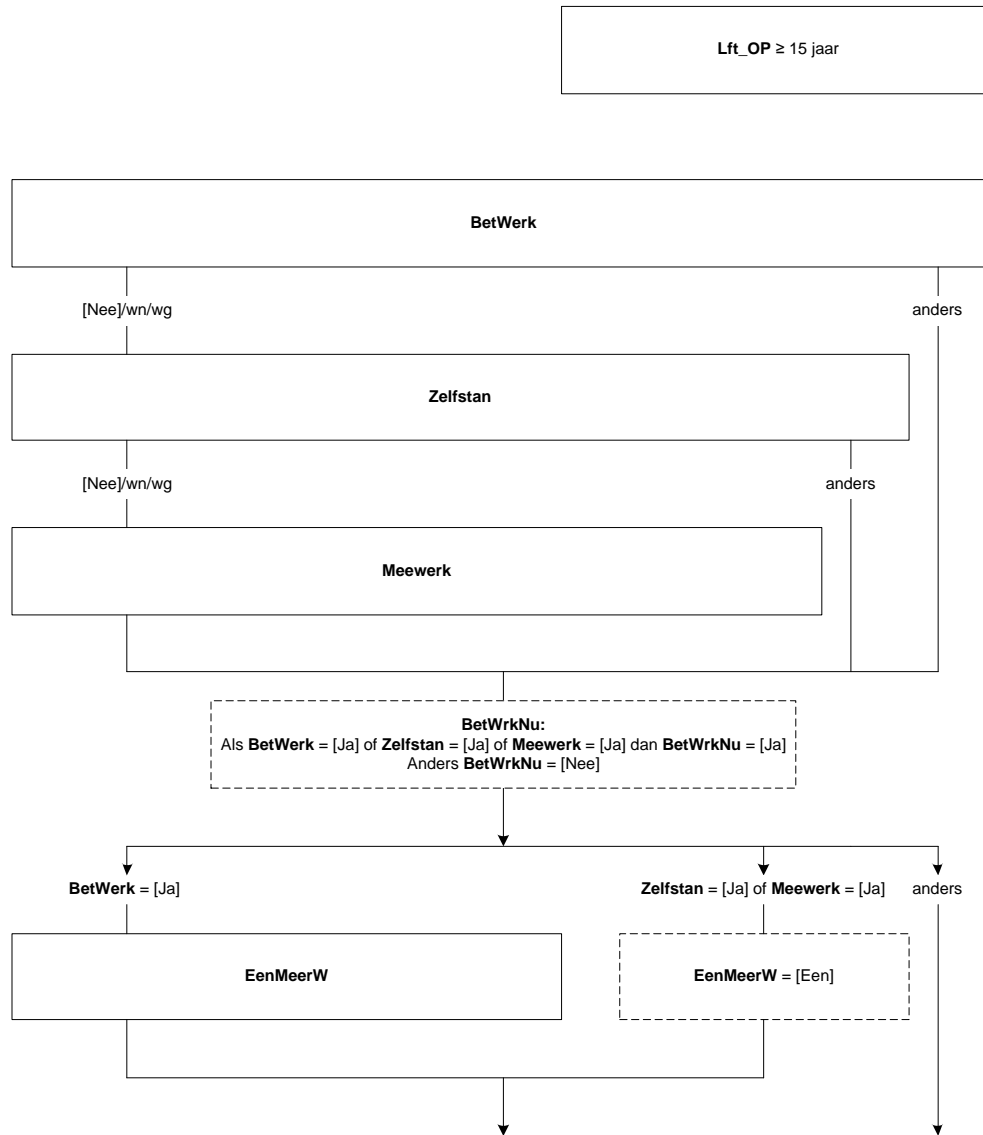 Lft_OP ≥ 15 jaar
BetWerk
[Nee]/wn/wg
anders
Zelfstan
[Nee]/wn/wg
anders
Meewerk
BetWrkNu:
Als BetWerk = [Ja] of Zelfstan = [Ja] of Meewerk = [Ja] dan BetWrkNu = [Ja]
Anders BetWrkNu = [Nee]
BetWerk = [Ja]
Zelfstan = [Ja] of Meewerk = [Ja]
anders
EenMeerW
EenMeerW = [Een]